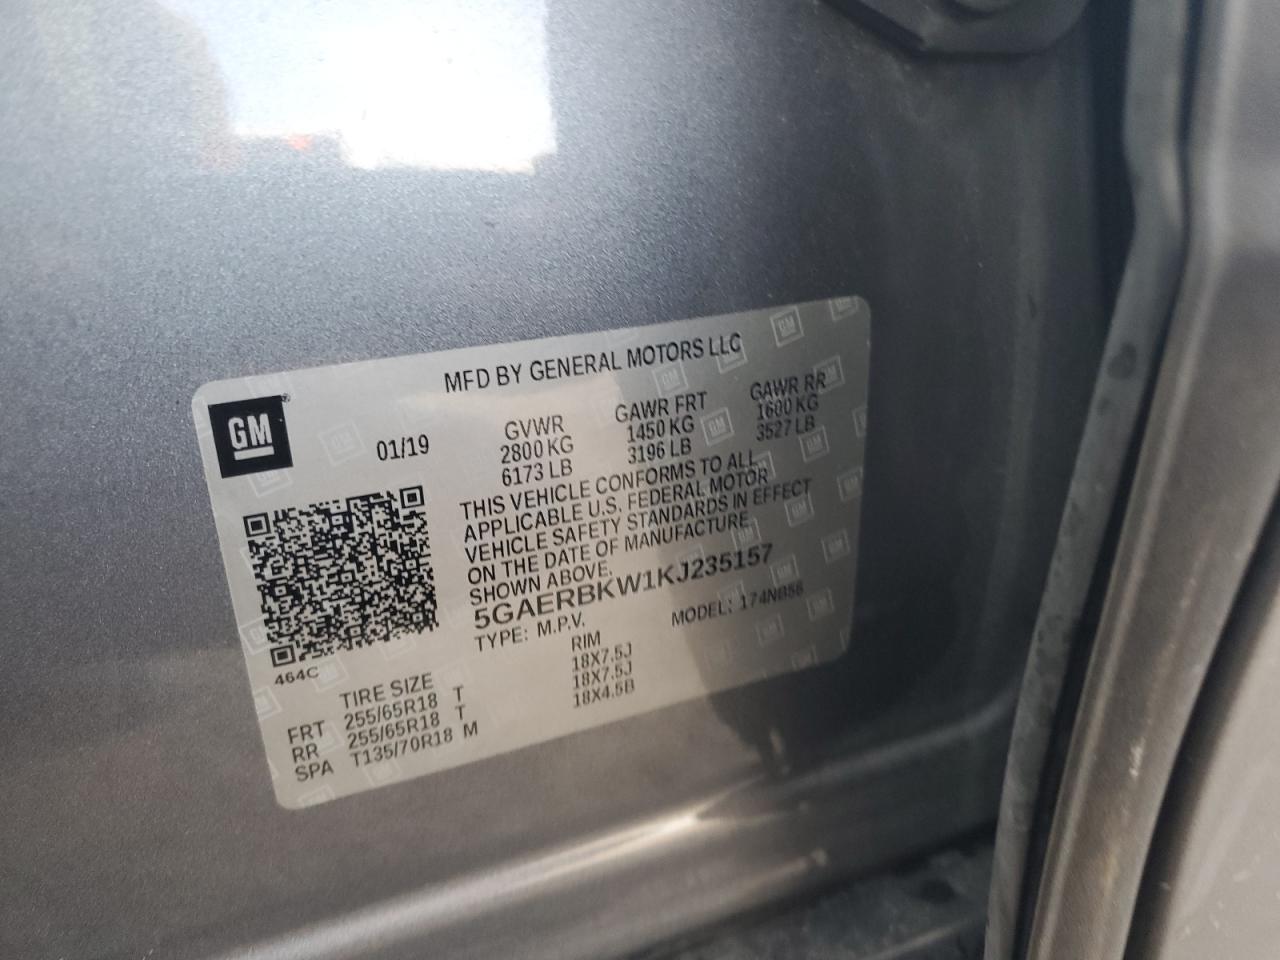 MFD BY GENERAL MOTORS LLC
GM
01/19
GVWR GAWR FRT GAWR RR
2800 KG 1450 KG 1600 KG
6173 LB 3196 LB 3527 LB
THIS VEHICLE CONFORMS TO ALL
APPLICABLE U.S. FEDERAL MOTOR
VEHICLE SAFETY STANDARDS IN EFFECT
ON THE DATE OF MANUFACTURE
SHOWN ABOVE.
5GAERBKW1KJ235157
TYPE: M.P.V. MODEL: 174NB56
464C
TIRE SIZE RIM
FRT 255/65R18 T 18X7.5J
RR 255/65R18 T 18X7.5J
SPA T135/70R18 M 18X4.5B